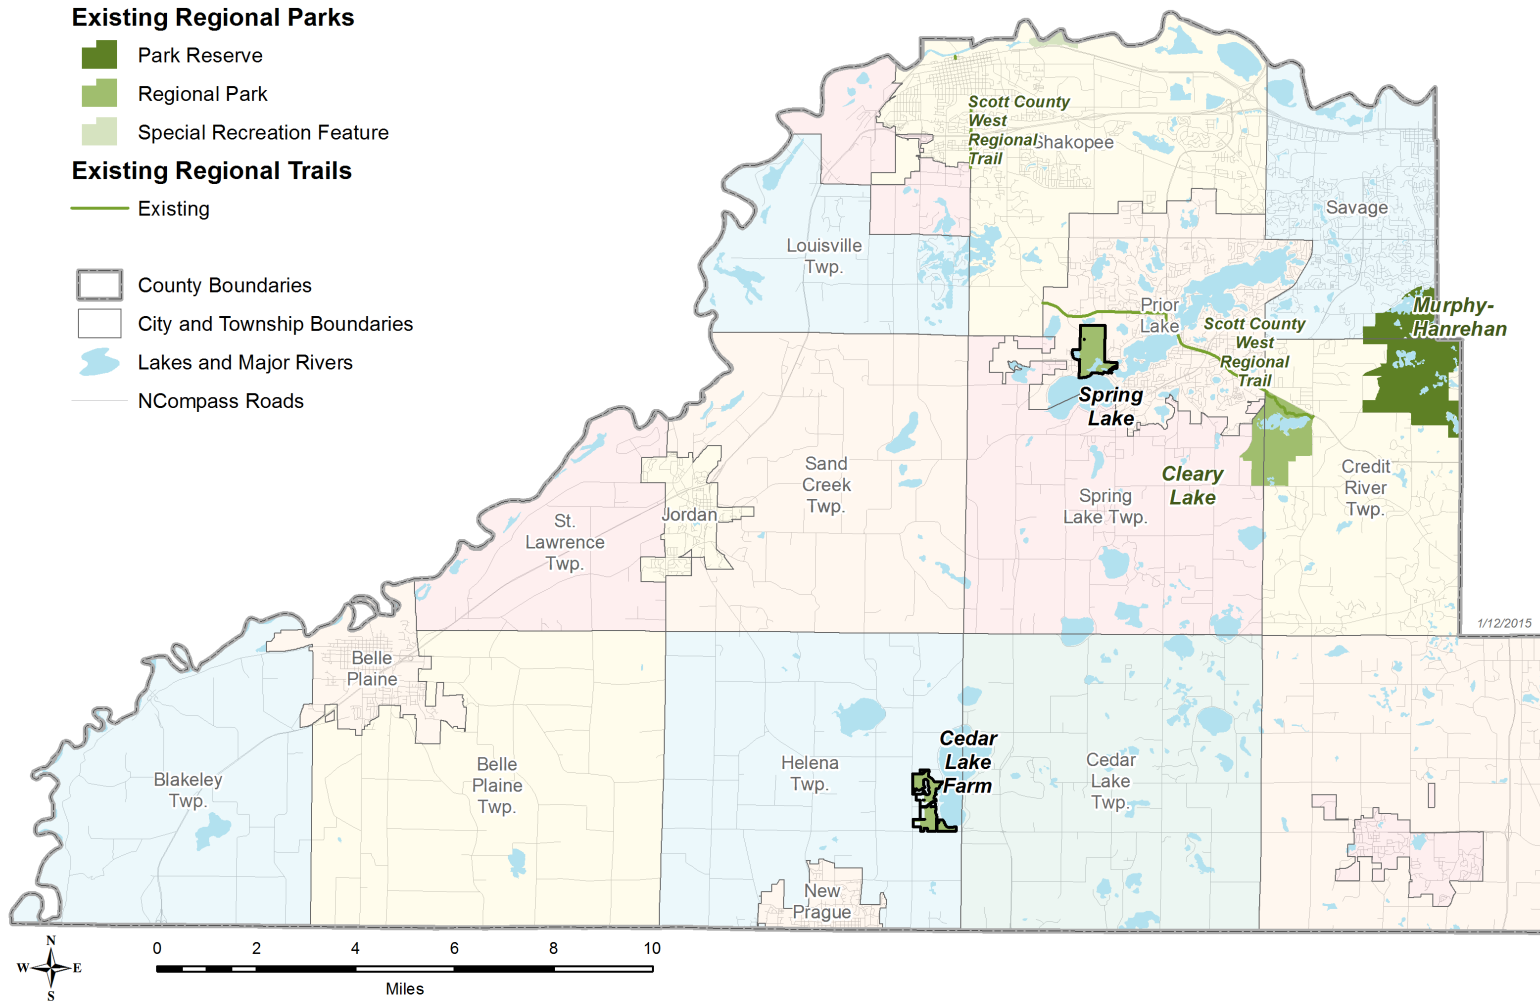 Existing Regional Parks
Park Reserve
Regional Park
Special Recreation Feature
Existing Regional Trails
Existing
County Boundaries
City and Township Boundaries
Lakes and Major Rivers
NCompass Roads
Scott County
West
Regional
Trail
Shakopee
Savage
Louisville
Twp.
Prior
Lake
Scott County
West
Regional
Trail
Murphy-
Hanrehan
Spring
Lake
Cleary
Lake
Credit
River
Twp.
Sand
Creek
Twp.
Spring
Lake Twp.
Jordan
St.
Lawrence
Twp.
1/12/2015
Belle
Plaine
Cedar
Lake
Farm
Helena
Twp.
Cedar
Lake
Twp.
Belle
Plaine
Twp.
Blakeley
Twp.
New
Prague
N
W E
S
0 2 4 6 8 10
Miles